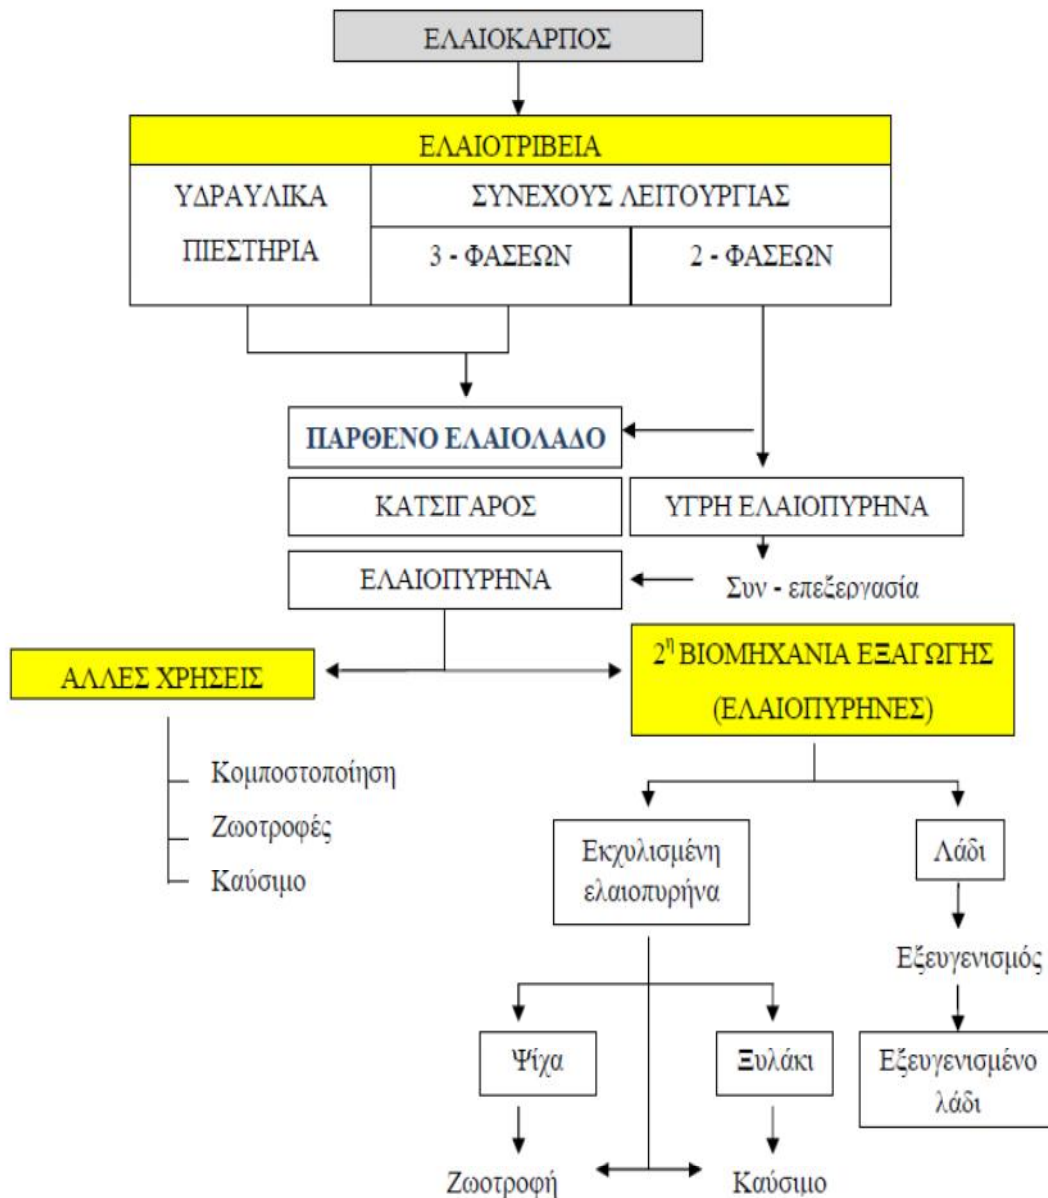 ΕΛΑΙΟΚΑΡΠΟΣ
ΕΛΑΙΟΤΡΙΒΕΙΑ
ΥΔΡΑΥΛΙΚΑ
ΠΙΕΣΤΗΡΙΑ
ΣΥΝΕΧΟΥΣ ΛΕΙΤΟΥΡΓΙΑΣ
3 - ΦΑΣΕΩΝ
2 - ΦΑΣΕΩΝ
ΠΑΡΘΕΝΟ ΕΛΑΙΟΛΑΔΟ
ΚΑΤΣΙΓΑΡΟΣ
ΥΓΡΗ ΕΛΑΙΟΠΥΡΗΝΑ
ΕΛΑΙΟΠΥΡΗΝΑ
Συν - επεξεργασία
ΑΛΛΕΣ ΧΡΗΣΕΙΣ
Κομποστοποίηση
Ζωοτροφές
Καύσιμο
2η ΒΙΟΜΗΧΑΝΙΑ ΕΞΑΓΩΓΗΣ
(ΕΛΑΙΟΠΥΡΗΝΕΣ)
Εκχυλισμένη
ελαιοπυρήνα
Λάδι
Εξευγενισμός
Ψίχα
Ξυλάκι
Εξευγενισμένο
λάδι
Ζωοτροφή
Καύσιμο